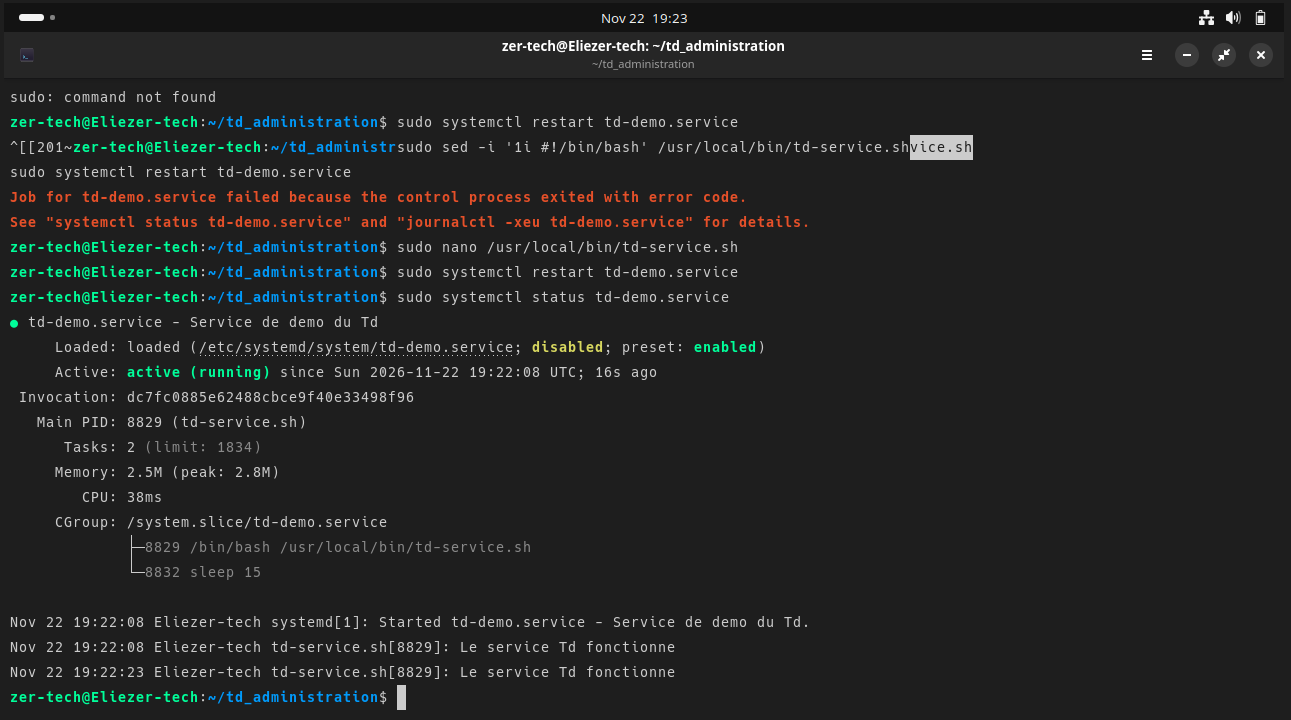 Nov 22 19:23
zer-tech@Eliezer-tech: ~/td_administration
~/td_administration
sudo: command not found
zer-tech@Eliezer-tech:~/td_administration$ sudo systemctl restart td-demo.service
^[[201~zer-tech@Eliezer-tech:~/td_administrsudo sed -i '1i #!/bin/bash' /usr/local/bin/td-service.shvice.sh
sudo systemctl restart td-demo.service
Job for td-demo.service failed because the control process exited with error code.
See "systemctl status td-demo.service" and "journalctl -xeu td-demo.service" for details.
zer-tech@Eliezer-tech:~/td_administration$ sudo nano /usr/local/bin/td-service.sh
zer-tech@Eliezer-tech:~/td_administration$ sudo systemctl restart td-demo.service
zer-tech@Eliezer-tech:~/td_administration$ sudo systemctl status td-demo.service
● td-demo.service - Service de demo du Td
Loaded: loaded (/etc/systemd/system/td-demo.service; disabled; preset: enabled)
Active: active (running) since Sun 2026-11-22 19:22:08 UTC; 16s ago
Invocation: dc7fc0885e62488cbce9f40e33498f96
Main PID: 8829 (td-service.sh)
Tasks: 2 (limit: 1834)
Memory: 2.5M (peak: 2.8M)
CPU: 38ms
CGroup: /system.slice/td-demo.service
├─8829 /bin/bash /usr/local/bin/td-service.sh
└─8832 sleep 15
Nov 22 19:22:08 Eliezer-tech systemd[1]: Started td-demo.service - Service de demo du Td.
Nov 22 19:22:08 Eliezer-tech td-service.sh[8829]: Le service Td fonctionne
Nov 22 19:22:23 Eliezer-tech td-service.sh[8829]: Le service Td fonctionne
zer-tech@Eliezer-tech:~/td_administration$